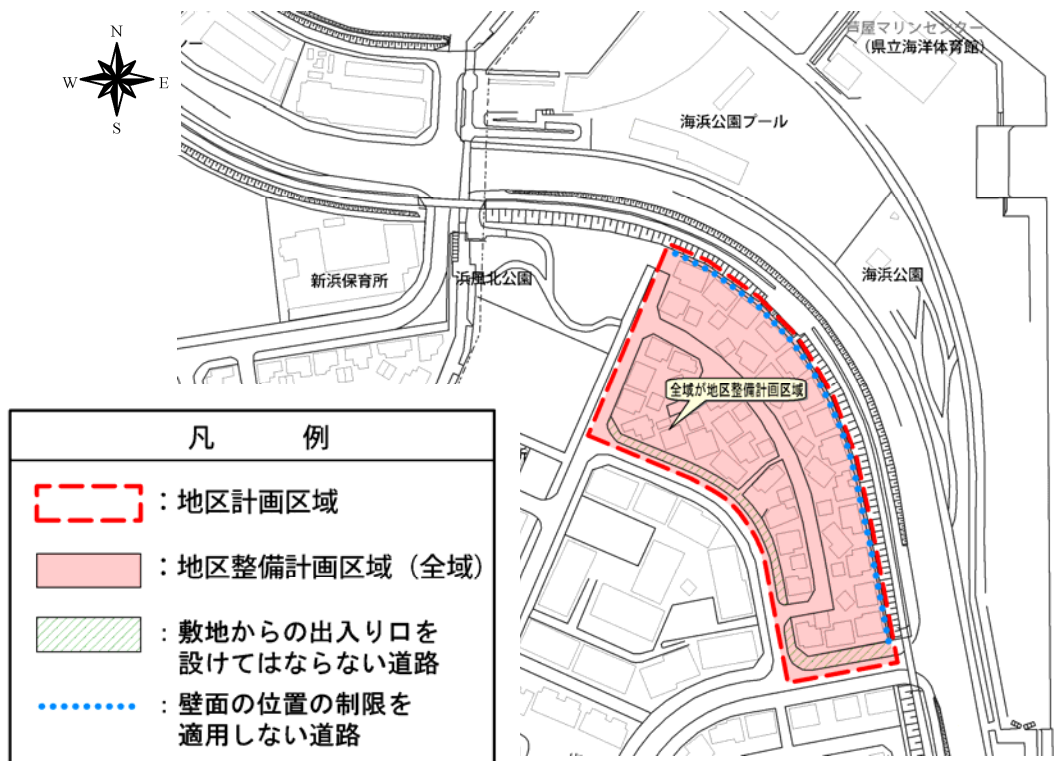 N
W
E
S
芦屋マリンセンター
(県立海洋体育館)
海浜公園プール
新浜保育所
浜風北公園
海浜公園
全域が地区整備計画区域
凡 例
：地区計画区域
：地区整備計画区域（全域）
：敷地からの出入り口を
設けてはならない道路
：壁面の位置の制限を
適用しない道路